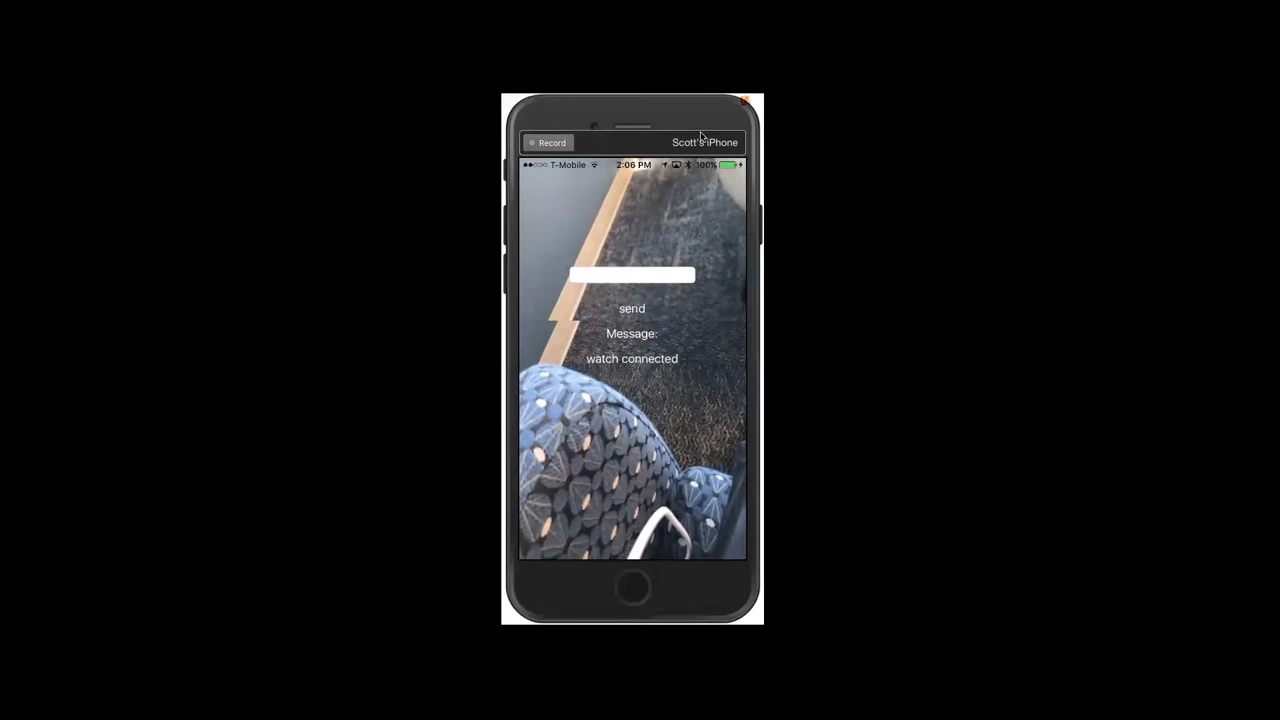 Record Scott's iPhone
T-Mobile 2:06 PM 100%
send
Message:
watch connected